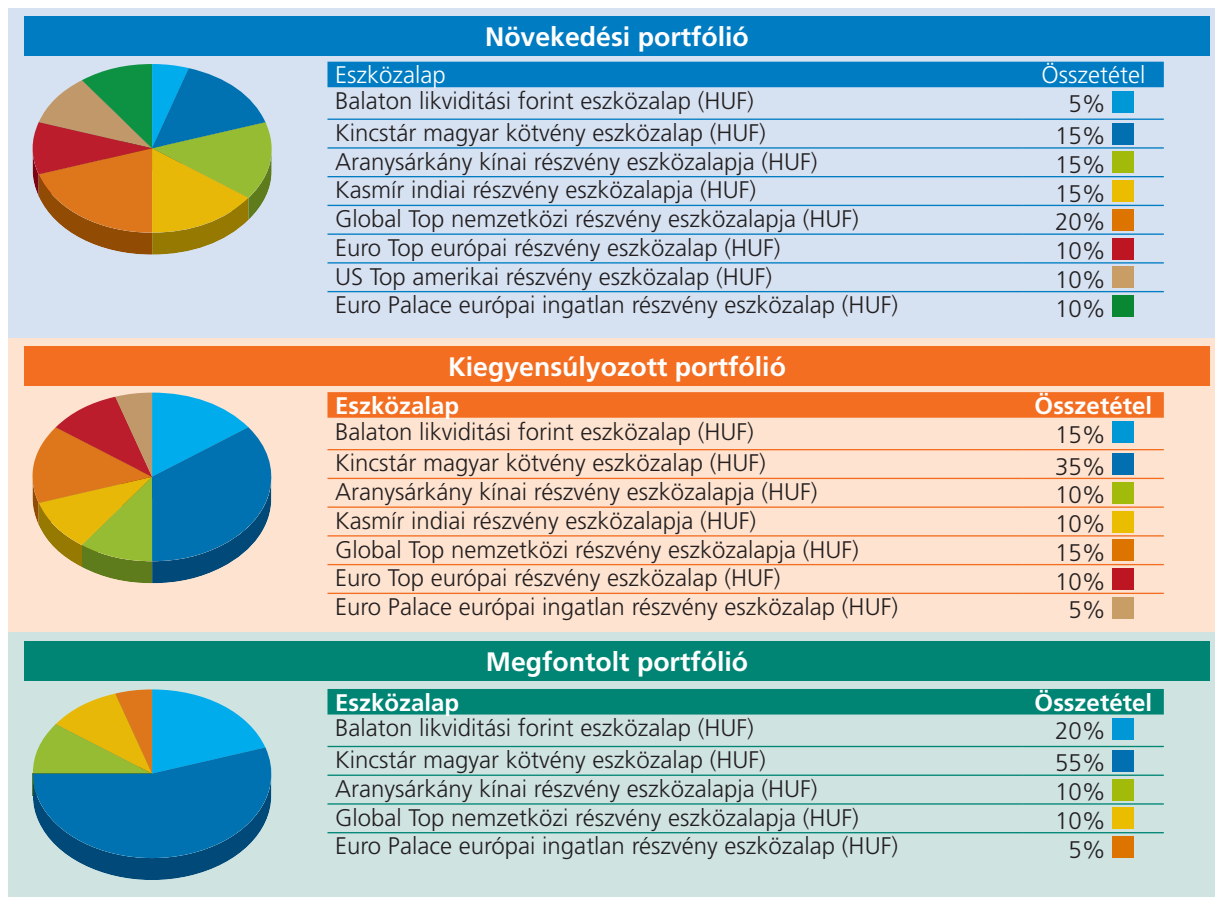 Növekedési portfólió
Eszközalap Összetétel
Balaton likviditási forint eszközalap (HUF) 5%
Kincstár magyar kötvény eszközalap (HUF) 15%
Aranysárkány kínai részvény eszközalapja (HUF) 15%
Kasmír indiai részvény eszközalapja (HUF) 15%
Global Top nemzetközi részvény eszközalapja (HUF) 20%
Euro Top európai részvény eszközalap (HUF) 10%
US Top amerikai részvény eszközalap (HUF) 10%
Euro Palace európai ingatlan részvény eszközalap (HUF) 10%
Kiegyensúlyozott portfólió
Eszközalap Összetétel
Balaton likviditási forint eszközalap (HUF) 15%
Kincstár magyar kötvény eszközalap (HUF) 35%
Aranysárkány kínai részvény eszközalapja (HUF) 10%
Kasmír indiai részvény eszközalapja (HUF) 10%
Global Top nemzetközi részvény eszközalapja (HUF) 15%
Euro Top európai részvény eszközalap (HUF) 10%
Euro Palace európai ingatlan részvény eszközalap (HUF) 5%
Megfontolt portfólió
Eszközalap Összetétel
Balaton likviditási forint eszközalap (HUF) 20%
Kincstár magyar kötvény eszközalap (HUF) 55%
Aranysárkány kínai részvény eszközalapja (HUF) 10%
Global Top nemzetközi részvény eszközalapja (HUF) 10%
Euro Palace európai ingatlan részvény eszközalap (HUF) 5%